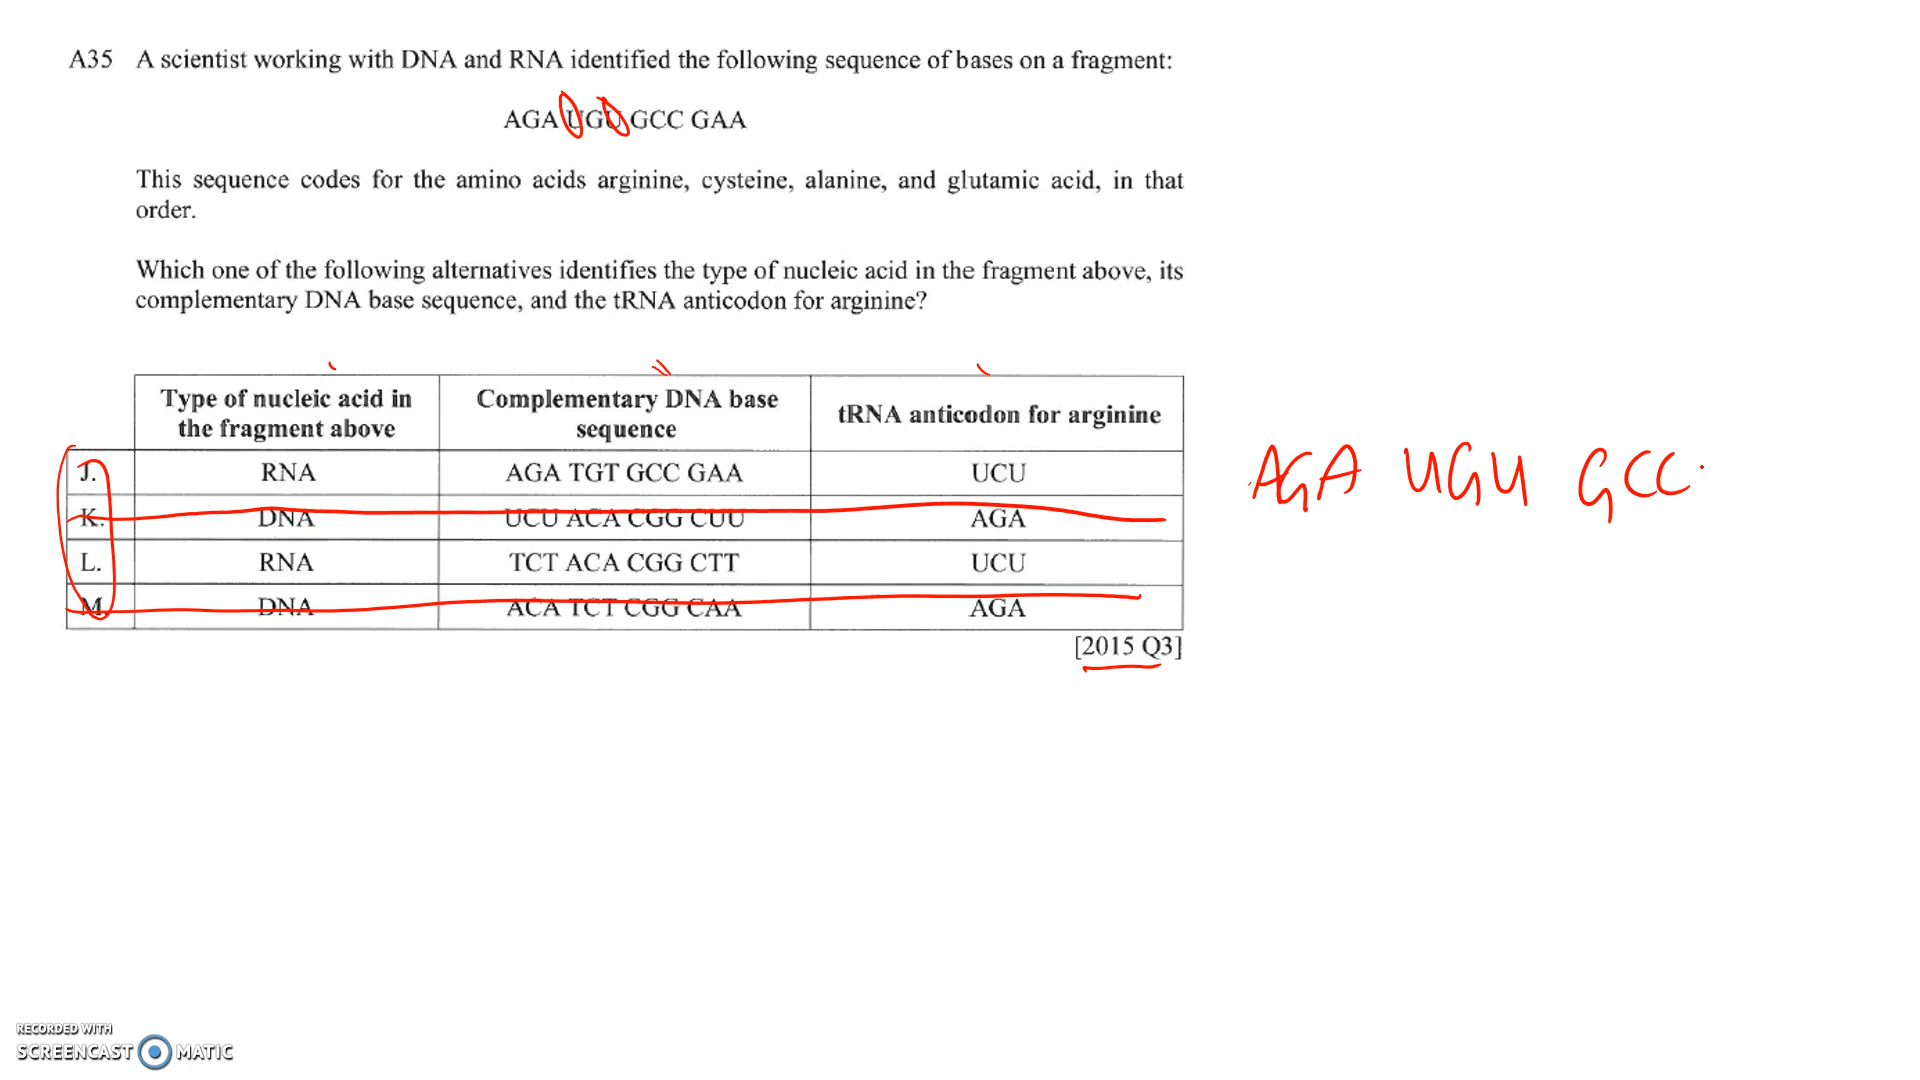 A35 A scientist working with DNA and RNA identified the following sequence of bases on a fragment:
AGA UGU GCC GAA
This sequence codes for the amino acids arginine, cysteine, alanine, and glutamic acid, in that
order.
Which one of the following alternatives identifies the type of nucleic acid in the fragment above, its
complementary DNA base sequence, and the tRNA anticodon for arginine?
Type of nucleic acid in the fragment above
Complementary DNA base sequence
tRNA anticodon for arginine
J. RNA AGA TGT GCC GAA UCU
K. DNA UCU ACA CGG CUU AGA
L. RNA TCT ACA CGG CTT UCU
M. DNA ACA TCT CGG CAA AGA
[2015 Q3]
AGA UGU GCC
RECORDED WITH
SCREENCAST MATIC